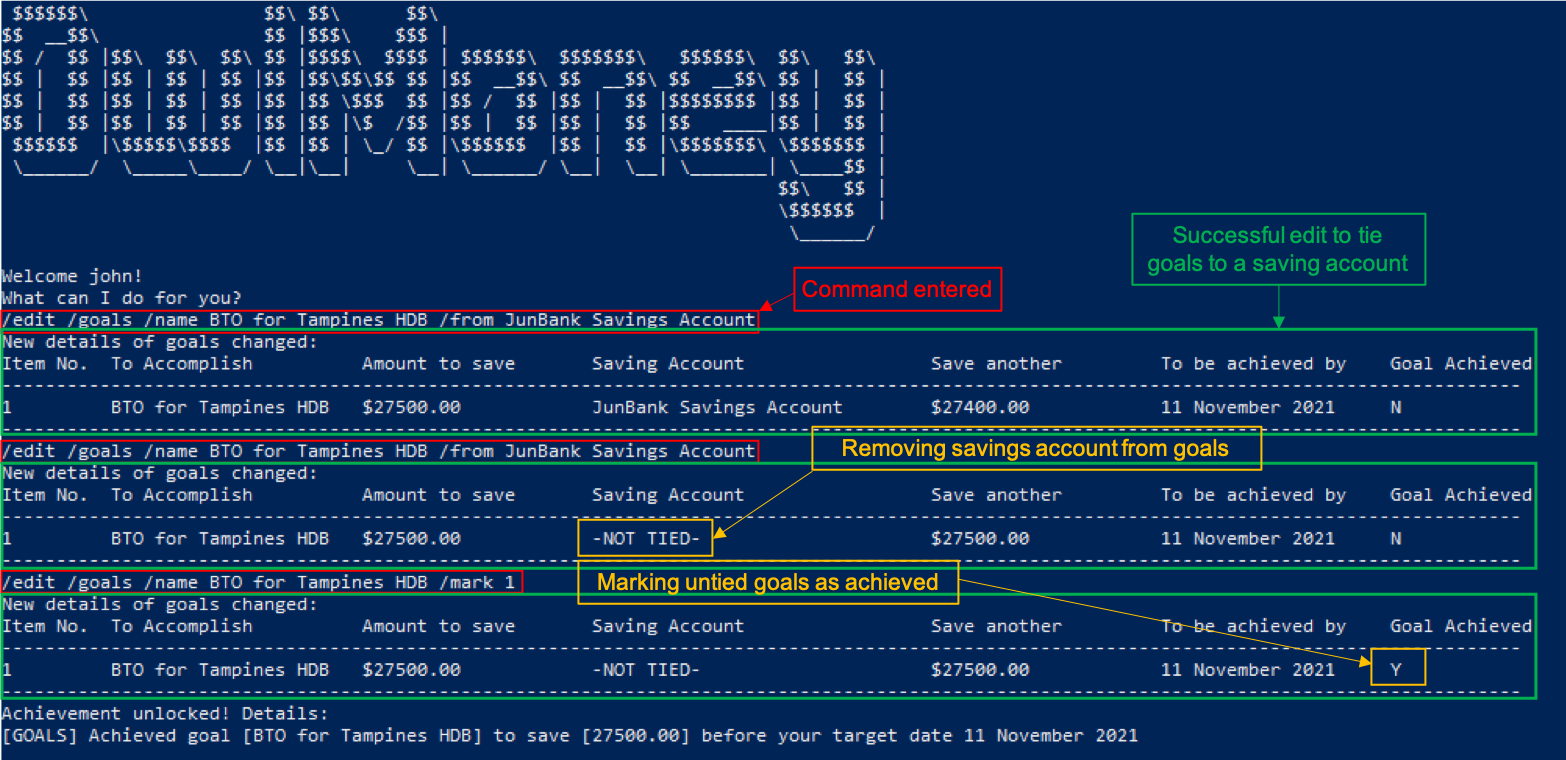 OwlMoney
Successful edit to tie
goals to a saving account
Welcome john!
What can I do for you?
Command entered
/edit /goals /name BTO for Tampines HDB /from JunBank Savings Account
New details of goals changed:
Item No. To Accomplish Amount to save Saving Account Save another To be achieved by Goal Achieved
1 BTO for Tampines HDB $27500.00 JunBank Savings Account $27400.00 11 November 2021 N
/edit /goals /name BTO for Tampines HDB /from JunBank Savings Account
Removing savings account from goals
New details of goals changed:
Item No. To Accomplish Amount to save Saving Account Save another To be achieved by Goal Achieved
1 BTO for Tampines HDB $27500.00 -NOT TIED- $27500.00 11 November 2021 N
/edit /goals /name BTO for Tampines HDB /mark 1
Marking untied goals as achieved
New details of goals changed:
Item No. To Accomplish Amount to save Saving Account Save another To be achieved by Goal Achieved
1 BTO for Tampines HDB $27500.00 -NOT TIED- $27500.00 11 November 2021 Y
Achievement unlocked! Details:
[GOALS] Achieved goal [BTO for Tampines HDB] to save [27500.00] before your target date 11 November 2021